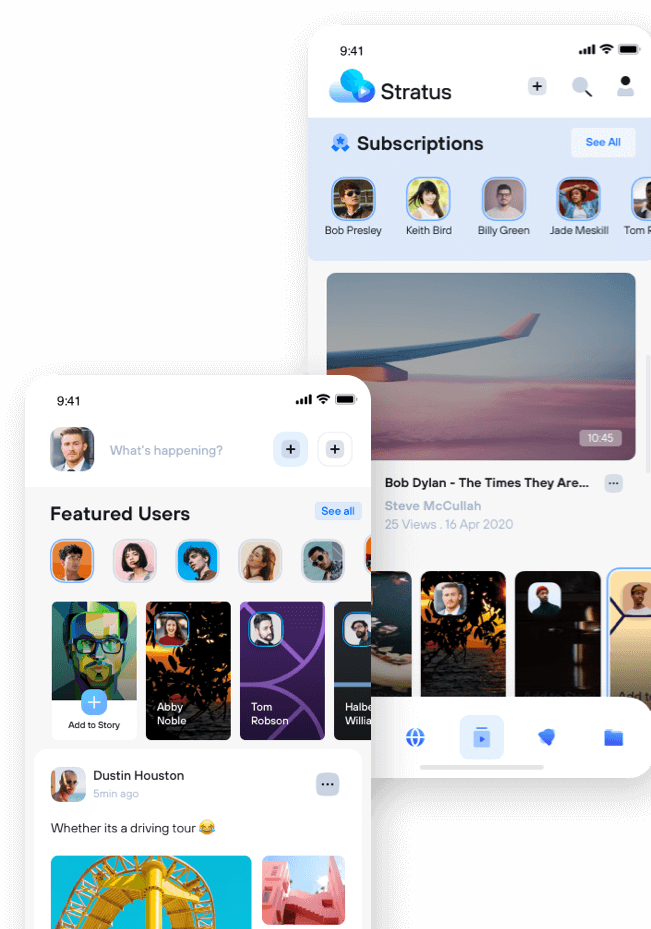 9:41
Stratus
Subscriptions
See All
Bob Presley
Keith Bird
Billy Green
Jade Meskill
Tom R
10:45
Bob Dylan - The Times They Are...
Steve McCullah
25 Views . 16 Apr 2020
Add to
9:41
What's happening?
Featured Users
See all
Add to Story
Abby
Noble
Tom
Robson
Halbe
Willia
Dustin Houston
5min ago
Whether its a driving tour 😂